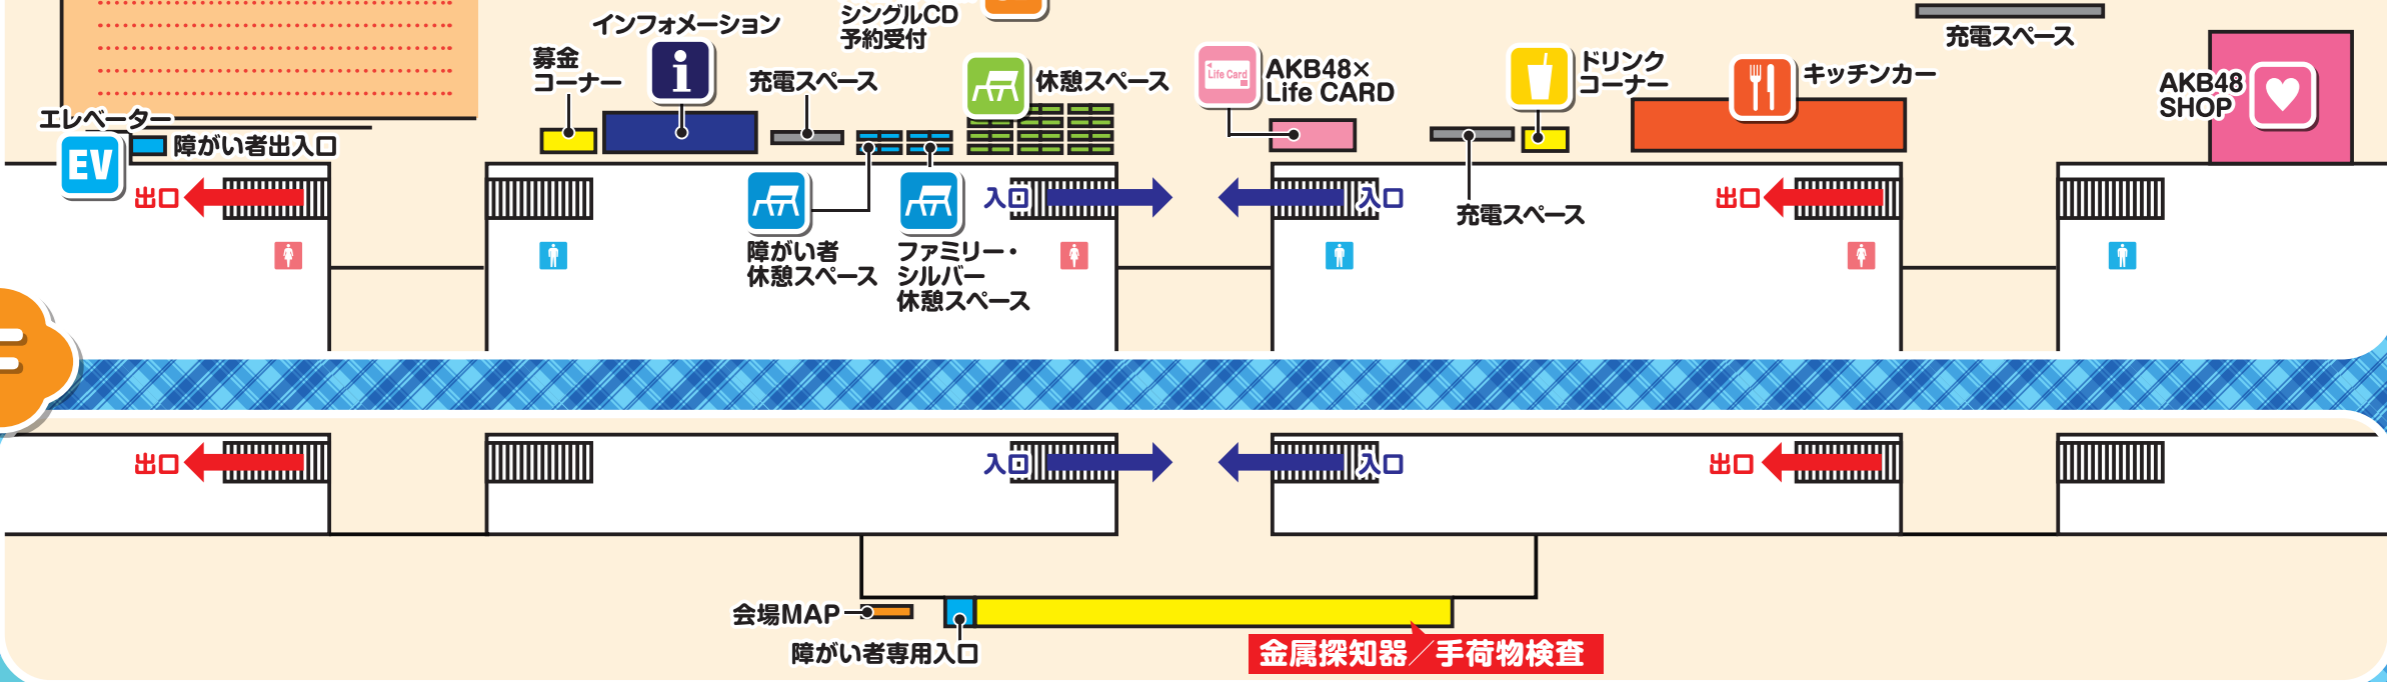 シングルCD
予約受付
インフォメーション
募金
コーナー
充電スペース
休憩スペース
Life Card
AKB48×
Life CARD
ドリンク
コーナー
キッチンカー
充電スペース
AKB48
SHOP
エレベーター
EV
障がい者出入口
出口
入口
入口
充電スペース
出口
障がい者
休憩スペース
ファミリー・
シルバー
休憩スペース
出口
入口
入口
出口
会場MAP
障がい者専用入口
金属探知器/手荷物検査